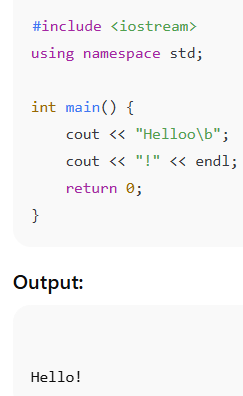 #include <iostream>
using namespace std;
int main() {
    cout << "Helloo\b";
    cout << "!" << endl;
    return 0;
}
Output:
Hello!